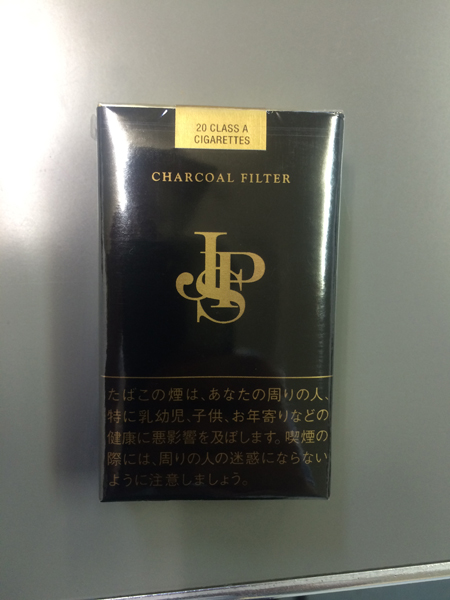 20 CLASS A
CIGARETTES
CHARCOAL FILTER
JPS
たばこの煙は、あなたの周りの人、
特に乳幼児、子供、お年寄りなどの
健康に悪影響を及ぼします。喫煙の
際には、周りの人の迷惑にならない
ように注意しましょう。